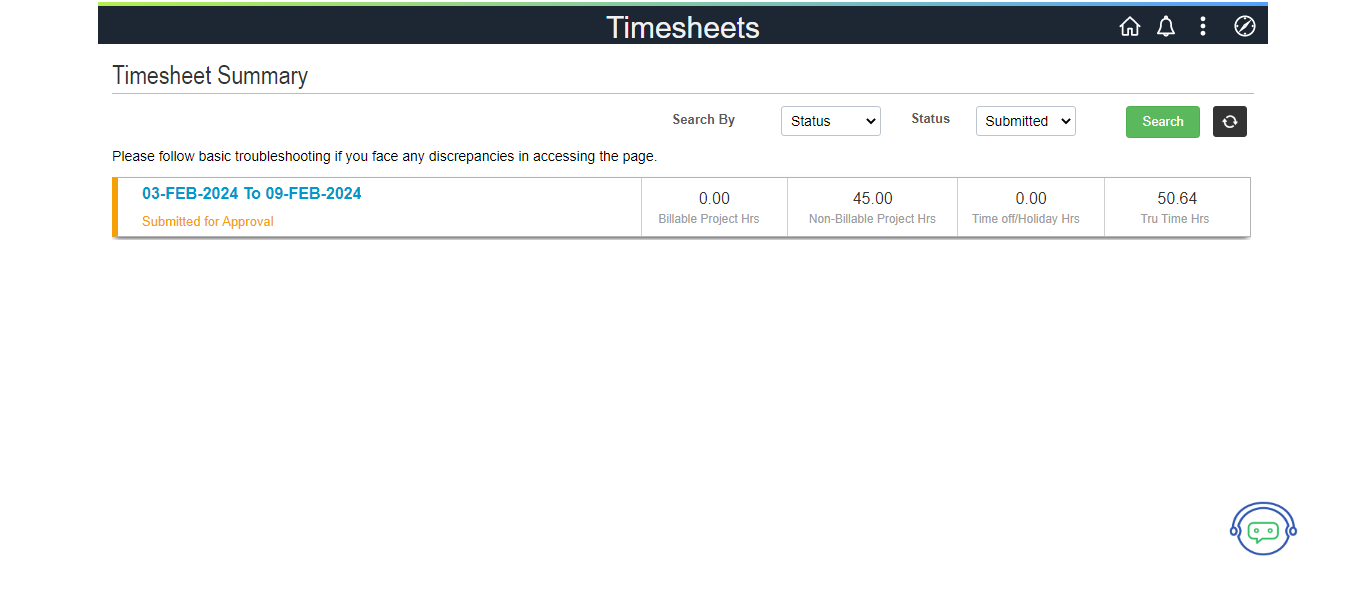 Timesheets
Timesheet Summary
Search By Status Status Submitted Search
Please follow basic troubleshooting if you face any discrepancies in accessing the page.
03-FEB-2024 To 09-FEB-2024
Submitted for Approval
0.00 45.00 0.00 50.64
Billable Project Hrs Non-Billable Project Hrs Time off/Holiday Hrs Tru Time Hrs